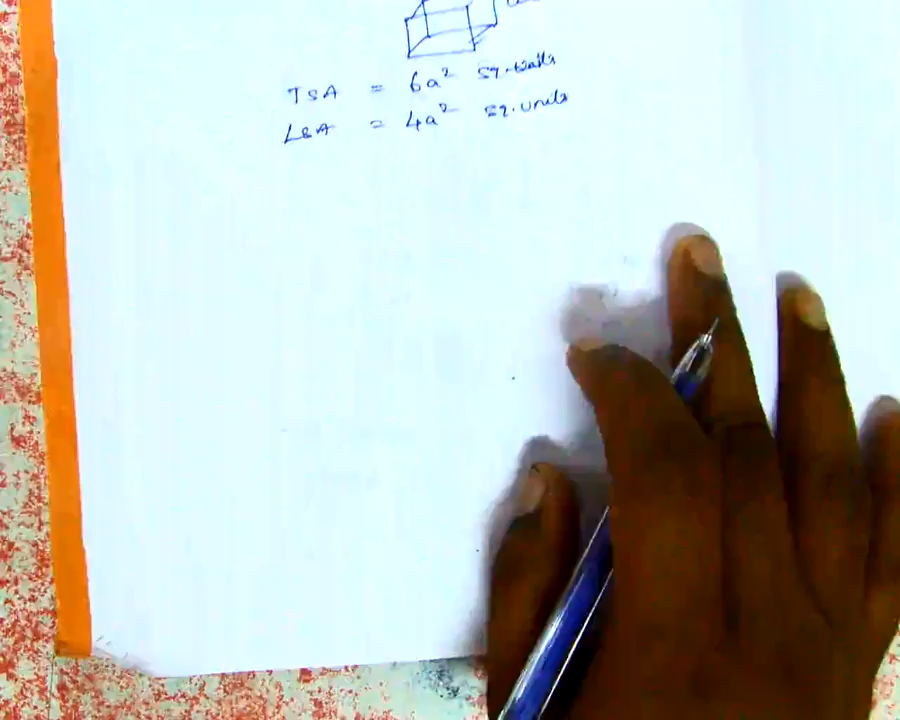 TSA = 6a² sq.units
LSA = 4a² sq.units